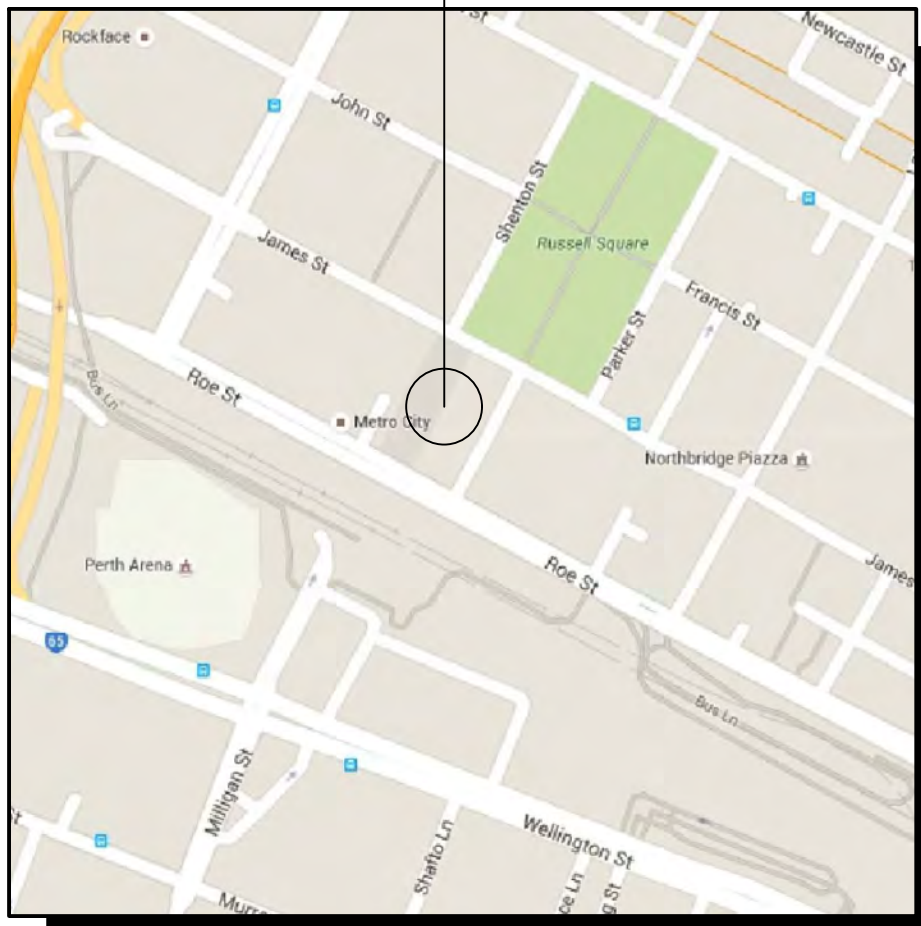 Rockface
Newcastle St
John St
Shenton St
Russell Square
James St
Francis St
Parker St
Bus Ln
Roe St
Metro City
Northbridge Piazza
Perth Arena
Roe St
James
65
Bus Ln
Milligan St
Shafto Ln
Wellington St